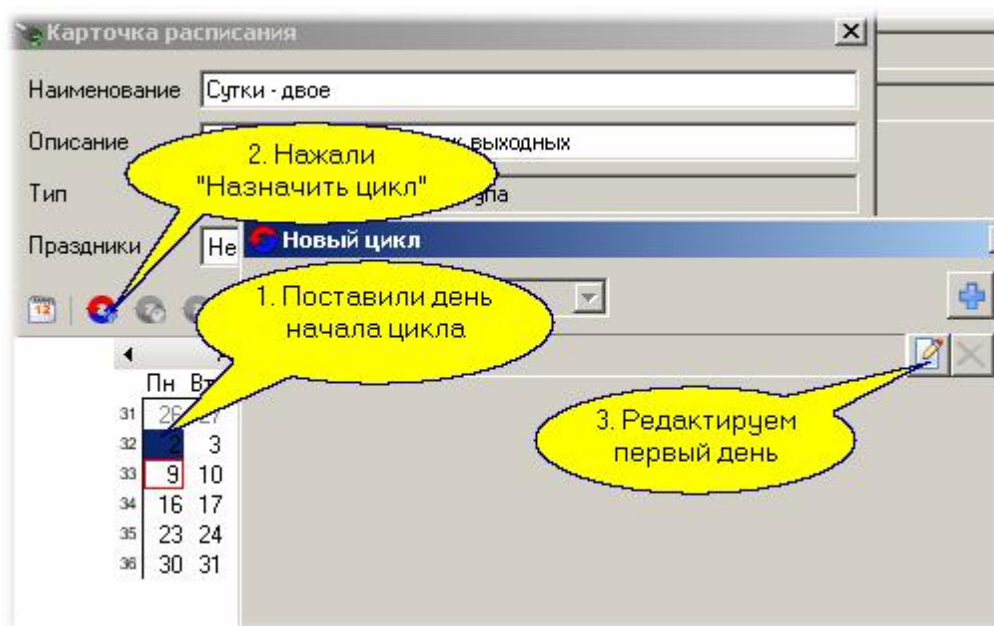 Карточка расписания
Наименование Сутки - двое
Описание выходных
2. Нажали
"Назначить цикл"
Тип
Праздники Не
Новый цикл
1. Поставили день
начала цикла
12
Пн Вт
31 26 27
32 2 3
33 9 10
34 16 17
35 23 24
36 30 31
3. Редактируем
первый день